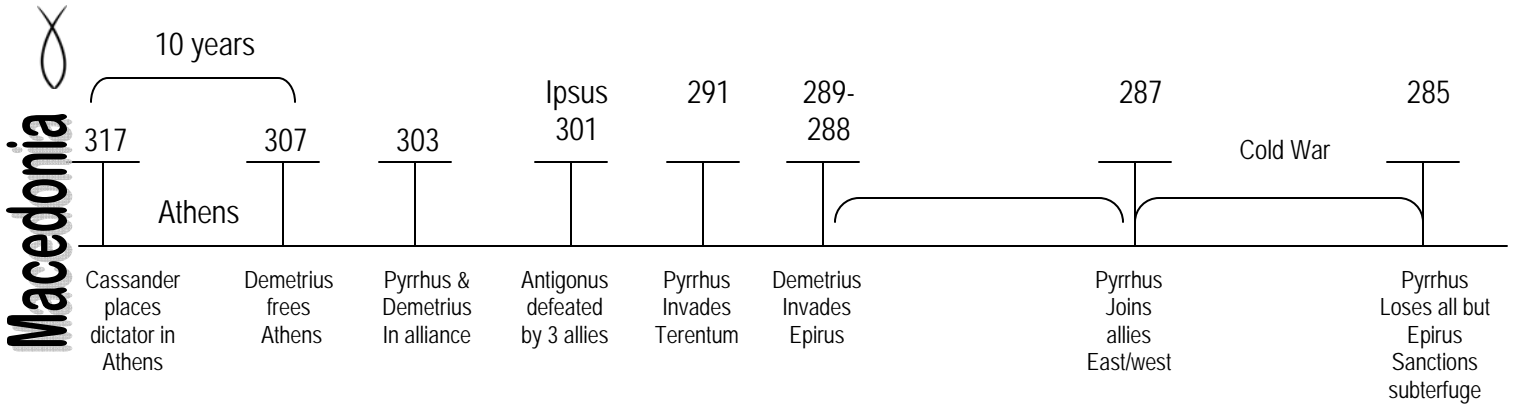 Macedonia
10 years
317
307
303
Ipsus
301
291
289-
288
287
285
Athens
Cold War
Cassander
places
dictator in
Athens
Demetrius
frees
Athens
Pyrrhus &
Demetrius
In alliance
Antigonus
defeated
by 3 allies
Pyrrhus
Invades
Terentum
Demetrius
Invades
Epirus
Pyrrhus
Joins
allies
East/west
Pyrrhus
Loses all but
Epirus
Sanctions
subterfuge